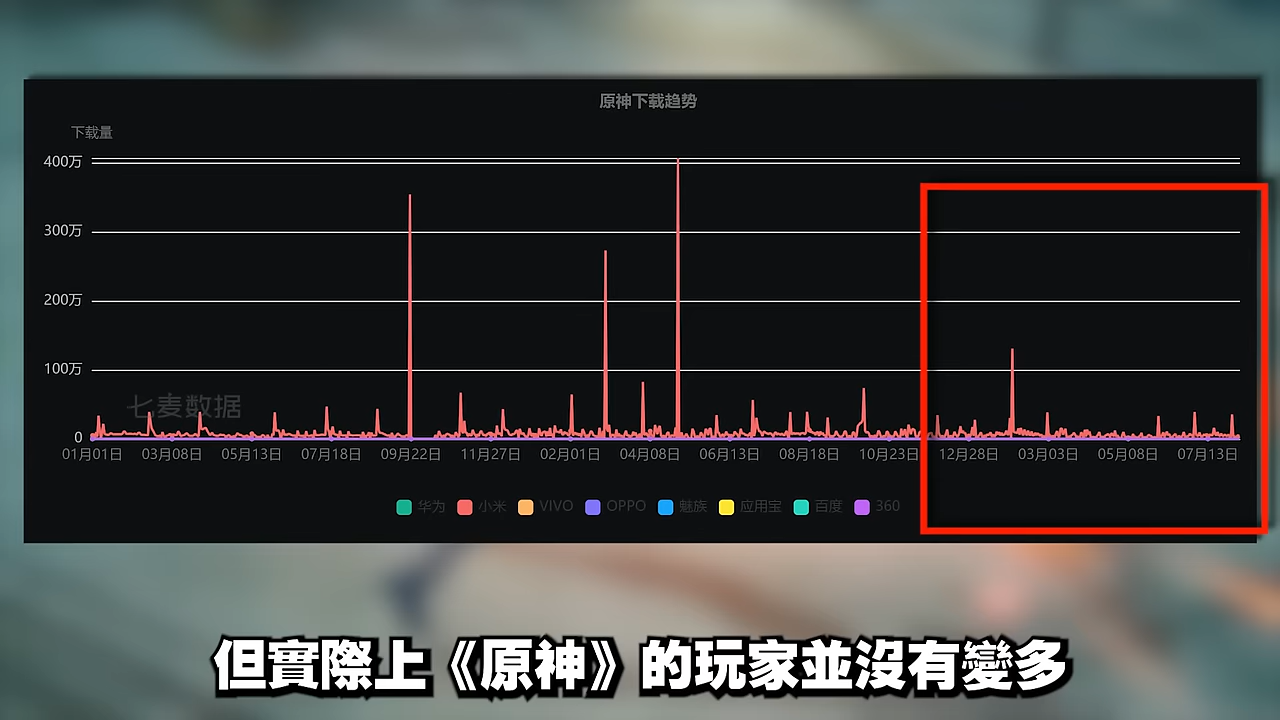 原神下载趋势
下载量
400万
300万
200万
100万
0
七麦数据
01月01日 03月08日 05月13日 07月18日 09月22日 11月27日 02月01日 04月08日 06月13日 08月18日 10月23日 12月28日 03月03日 05月08日 07月13日
华为 小米 VIVO OPPO 魅族 应用宝 百度 360
但實際上《原神》的玩家並沒有變多